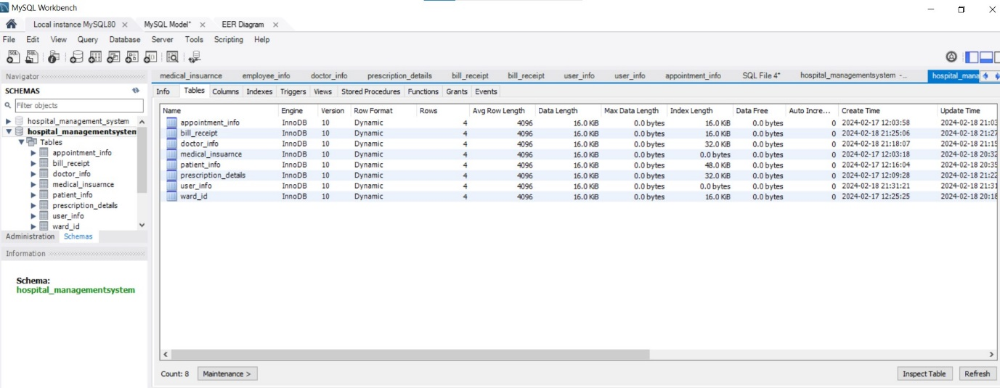 MySQL Workbench
Local instance MySQL80 × MySQL Model* × EER Diagram ×
File Edit View Query Database Server Tools Scripting Help
Navigator
SCHEMAS
Filter objects
hospital_management_system
hospital_managementsysten
Tables
appointment_info
bill_receipt
doctor_info
medical_insuarnce
patient_info
prescription_details
user_info
ward_id
Administration Schemas
Information
Schema:
hospital_managementsystem
medical_insuarnce employee_info doctor_info prescription_details bill_receipt bill_receipt user_info user_info appointment_info SQL File 4* hospital_managementsystem -... hospital_mana
Info Tables Columns Indexes Triggers Views Stored Procedures Functions Grants Events
Name Engine Version Row Format Rows Avg Row Length Data Length Max Data Length Index Length Data Free Auto Incre... Create Time Update Time
appointment_info InnoDB 10 Dynamic 4 4096 16.0 KiB 0.0 bytes 16.0 KiB 0.0 bytes 0 2024-02-17 12:03:58 2024-02-18 21:03
bill_receipt InnoDB 10 Dynamic 4 4096 16.0 KiB 0.0 bytes 16.0 KiB 0.0 bytes 0 2024-02-18 21:25:06 2024-02-18 21:27
doctor_info InnoDB 10 Dynamic 4 4096 16.0 KiB 0.0 bytes 32.0 KiB 0.0 bytes 0 2024-02-18 21:18:07 2024-02-18 21:15
medical_insuarnce InnoDB 10 Dynamic 4 4096 16.0 KiB 0.0 bytes 0.0 bytes 0.0 bytes 0 2024-02-17 12:03:18 2024-02-18 20:32
patient_info InnoDB 10 Dynamic 4 4096 16.0 KiB 0.0 bytes 48.0 KiB 0.0 bytes 0 2024-02-17 12:16:04 2024-02-18 20:35
prescription_details InnoDB 10 Dynamic 4 4096 16.0 KiB 0.0 bytes 32.0 KiB 0.0 bytes 0 2024-02-17 12:09:28 2024-02-18 21:22
user_info InnoDB 10 Dynamic 4 4096 16.0 KiB 0.0 bytes 0.0 bytes 0.0 bytes 0 2024-02-18 21:31:21 2024-02-18 21:31
ward_id InnoDB 10 Dynamic 4 4096 16.0 KiB 0.0 bytes 16.0 KiB 0.0 bytes 0 2024-02-17 12:25:25 2024-02-18 20:18
Count: 8 Maintenance > Inspect Table Refresh